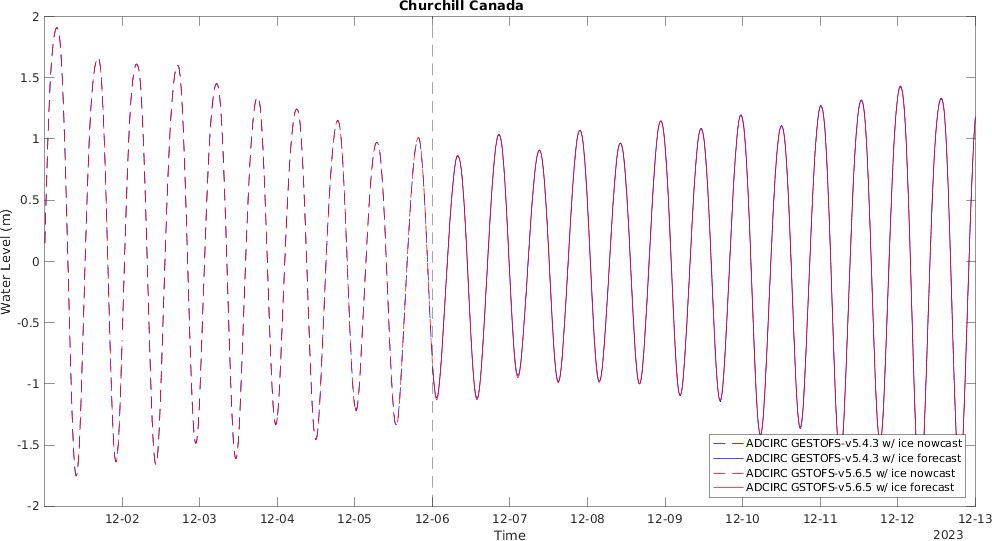 Churchill Canada
2
1.5
1
0.5
0
-0.5
-1
-1.5
-2
Water Level (m)
ADCIRC GESTOFS-v5.4.3 w/ ice nowcast
ADCIRC GESTOFS-v5.4.3 w/ ice forecast
ADCIRC GSTOFS-v5.6.5 w/ ice nowcast
ADCIRC GSTOFS-v5.6.5 w/ ice forecast
12-02 12-03 12-04 12-05 12-06 12-07 12-08 12-09 12-10 12-11 12-12 12-13
Time
2023